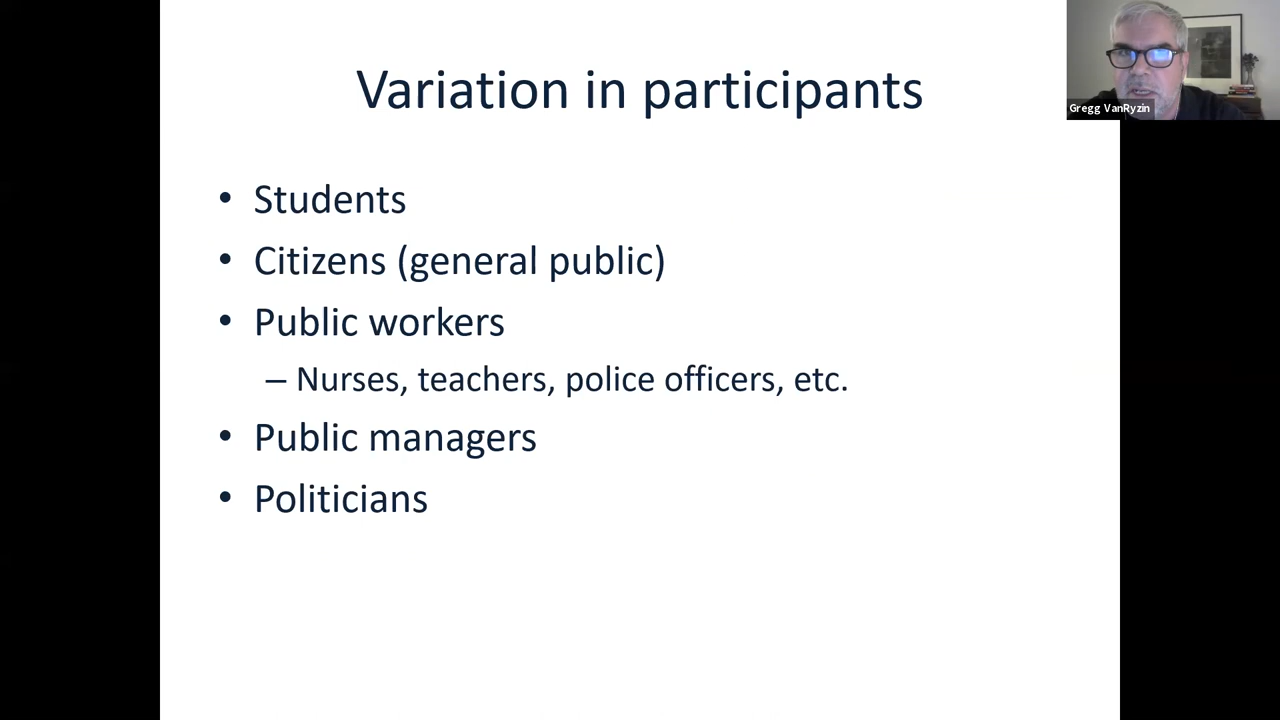 Variation in participants
• Students
• Citizens (general public)
• Public workers
– Nurses, teachers, police officers, etc.
• Public managers
• Politicians
Gregg VanRyzin